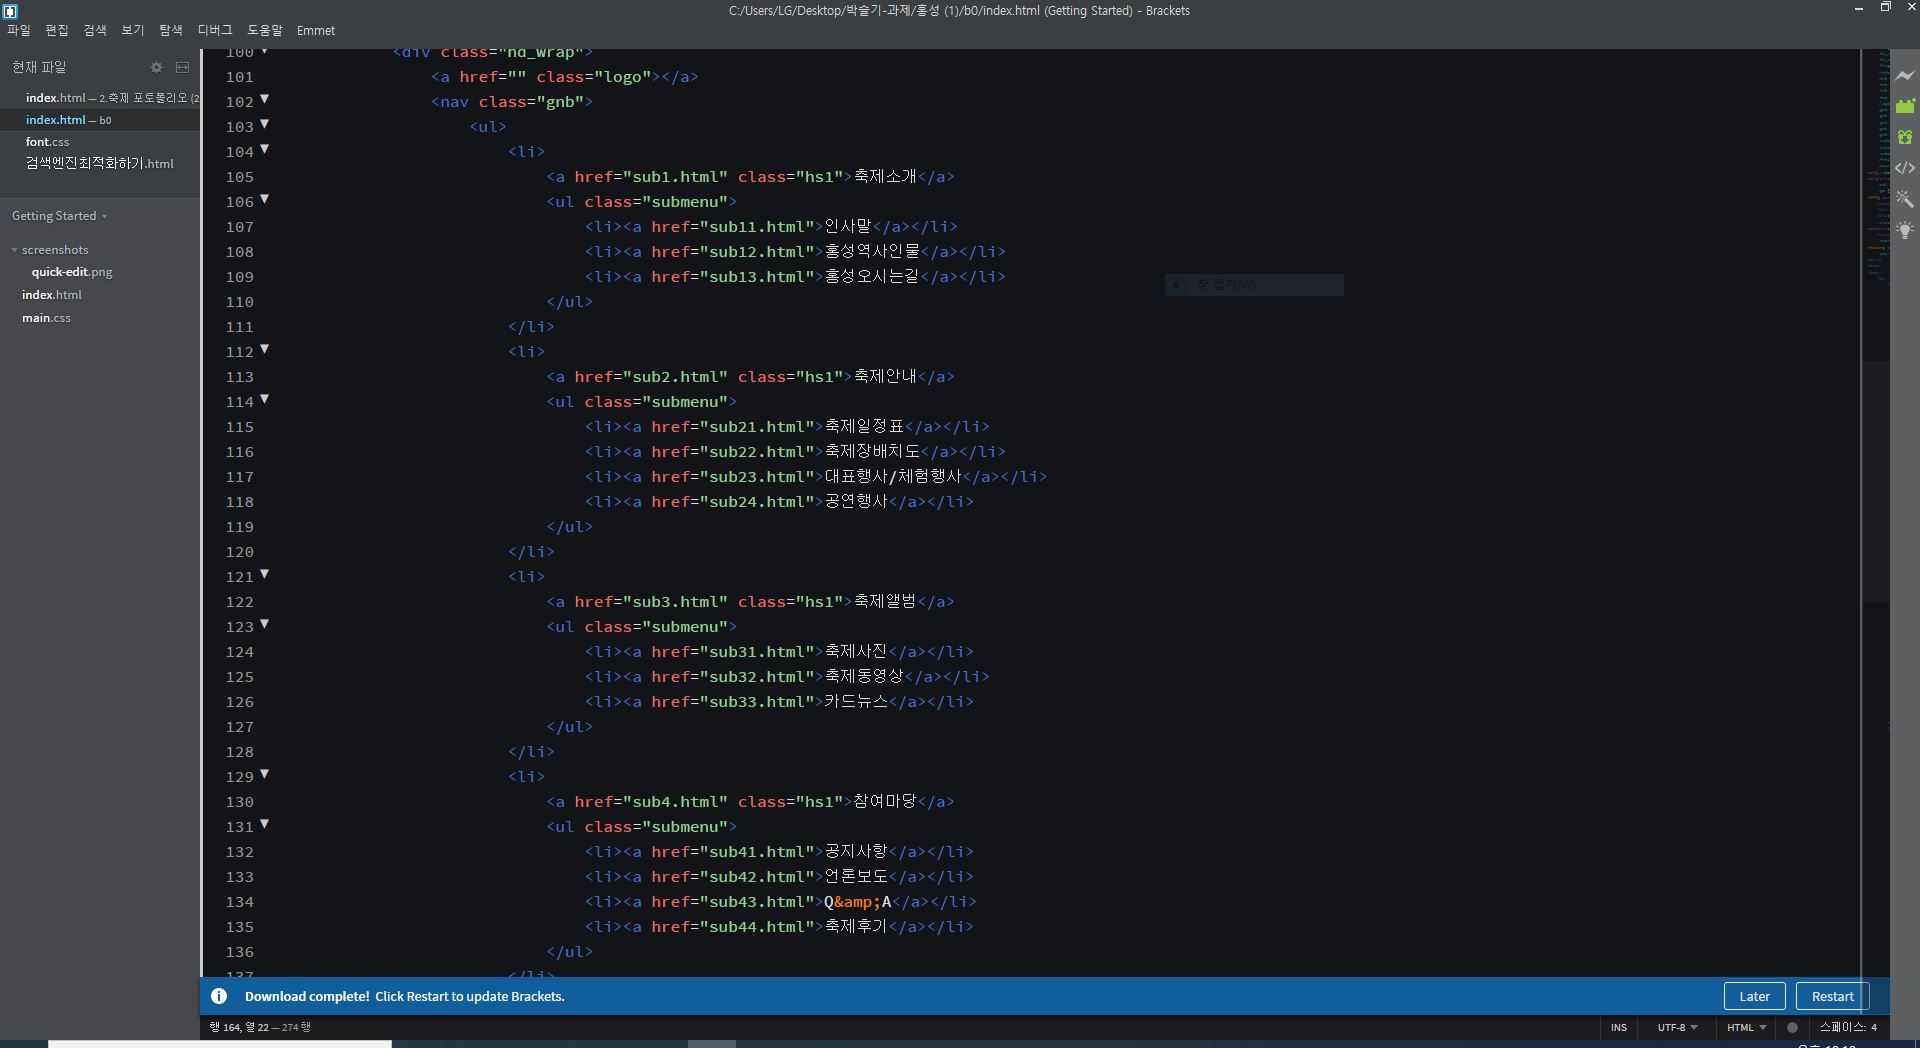 C:/Users/LG/Desktop/박슬기-과제/홍성 (1)/b0/index.html (Getting Started) - Brackets
파일 편집 검색 보기 탐색 디버그 도움말 Emmet
현재 파일
index.html — 2.축제 포토폴리오 (2
index.html — b0
font.css
검색엔진최적화하기.html
Getting Started
screenshots
quick-edit.png
index.html
main.css
100 <div class="hd_wrap">
101 <a href="" class="logo"></a>
102 <nav class="gnb">
103 <ul>
104 <li>
105 <a href="sub1.html" class="hs1">축제소개</a>
106 <ul class="submenu">
107 <li><a href="sub11.html">인사말</a></li>
108 <li><a href="sub12.html">홍성역사인물</a></li>
109 <li><a href="sub13.html">홍성오시는길</a></li>
110 </ul>
111 </li>
112 <li>
113 <a href="sub2.html" class="hs1">축제안내</a>
114 <ul class="submenu">
115 <li><a href="sub21.html">축제일정표</a></li>
116 <li><a href="sub22.html">축제장배치도</a></li>
117 <li><a href="sub23.html">대표행사/체험행사</a></li>
118 <li><a href="sub24.html">공연행사</a></li>
119 </ul>
120 </li>
121 <li>
122 <a href="sub3.html" class="hs1">축제앨범</a>
123 <ul class="submenu">
124 <li><a href="sub31.html">축제사진</a></li>
125 <li><a href="sub32.html">축제동영상</a></li>
126 <li><a href="sub33.html">카드뉴스</a></li>
127 </ul>
128 </li>
129 <li>
130 <a href="sub4.html" class="hs1">참여마당</a>
131 <ul class="submenu">
132 <li><a href="sub41.html">공지사항</a></li>
133 <li><a href="sub42.html">언론보도</a></li>
134 <li><a href="sub43.html">Q&amp;A</a></li>
135 <li><a href="sub44.html">축제후기</a></li>
136 </ul>
137 </li>
창 캡처(W)
Download complete! Click Restart to update Brackets.
Later
Restart
행 164, 열 22 — 274 행
INS UTF-8 HTML 스페이스: 4